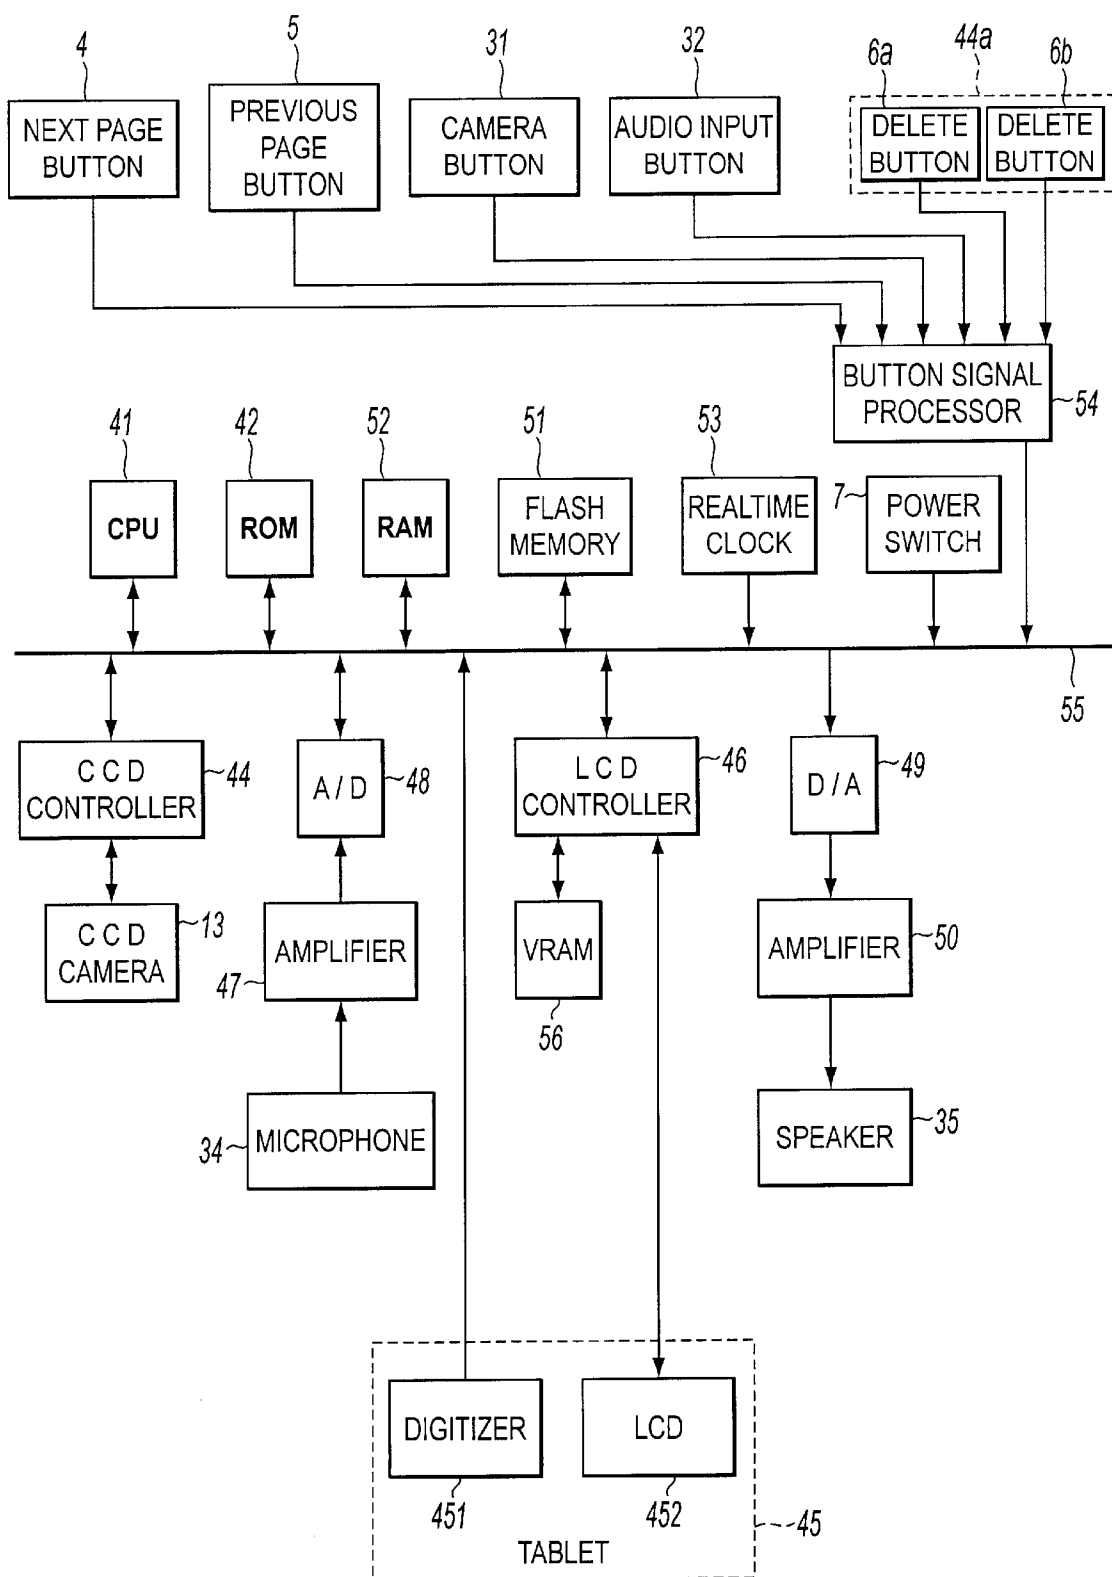 4
5
31
32
44a
6a
6b
NEXT PAGE
BUTTON
PREVIOUS
PAGE
BUTTON
CAMERA
BUTTON
AUDIO INPUT
BUTTON
DELETE
BUTTON
DELETE
BUTTON
BUTTON SIGNAL
PROCESSOR
54
41
42
52
51
53
7
CPU
ROM
RAM
FLASH
MEMORY
REALTIME
CLOCK
POWER
SWITCH
55
CCD
CONTROLLER
44
A/D
48
LCD
CONTROLLER
46
D/A
49
CCD
CAMERA
13
AMPLIFIER
47
VRAM
56
AMPLIFIER
50
MICROPHONE
34
SPEAKER
35
DIGITIZER
451
LCD
452
45
TABLET